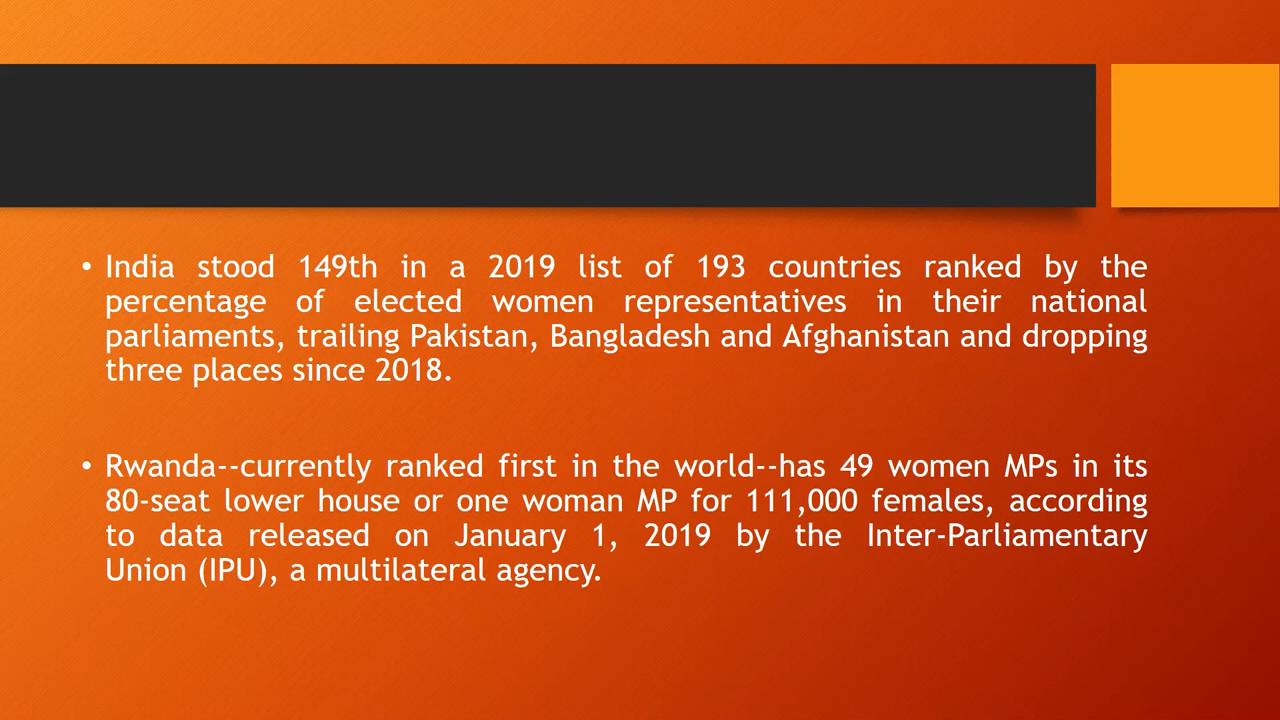 • India stood 149th in a 2019 list of 193 countries ranked by the
percentage of elected women representatives in their national
parliaments, trailing Pakistan, Bangladesh and Afghanistan and dropping
three places since 2018.
• Rwanda--currently ranked first in the world--has 49 women MPs in its
80-seat lower house or one woman MP for 111,000 females, according
to data released on January 1, 2019 by the Inter-Parliamentary
Union (IPU), a multilateral agency.